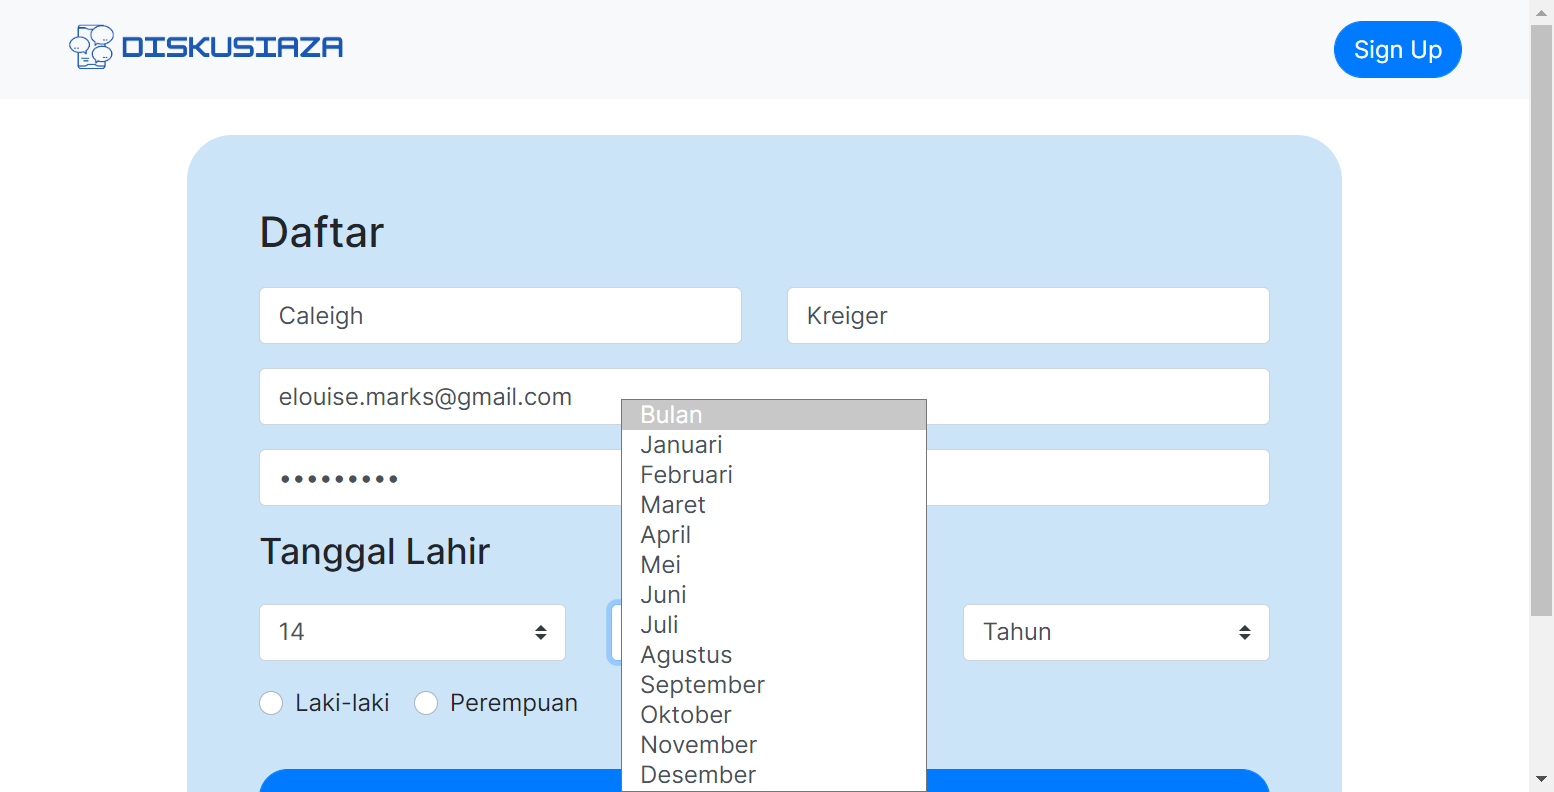 DISKUSIAZA
Sign Up
Daftar
Caleigh
Kreiger
elouise.marks@gmail.com
•••••••••
Tanggal Lahir
14
Bulan
Januari
Februari
Maret
April
Mei
Juni
Juli
Agustus
September
Oktober
November
Desember
Tahun
Laki-laki
Perempuan